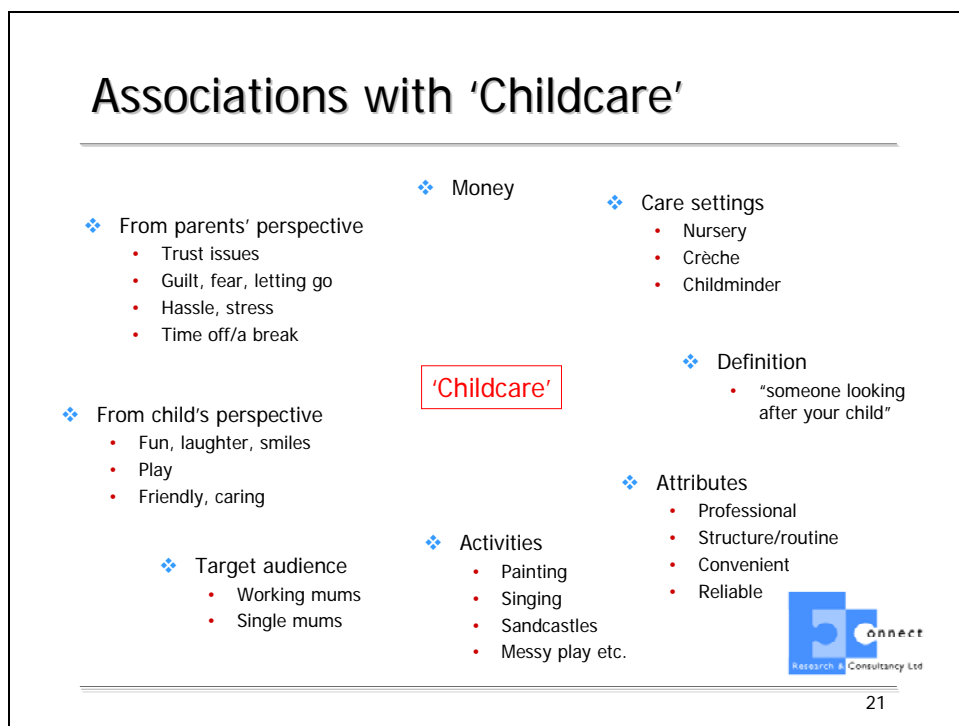 Associations with ‘Childcare’
Money
From parents’ perspective
Trust issues
Guilt, fear, letting go
Hassle, stress
Time off/a break
Care settings
Nursery
Crèche
Childminder
‘Childcare’
Definition
“someone looking
after your child”
From child’s perspective
Fun, laughter, smiles
Play
Friendly, caring
Attributes
Professional
Structure/routine
Convenient
Reliable
Target audience
Working mums
Single mums
Activities
Painting
Singing
Sandcastles
Messy play etc.
Connect
Research & Consultancy Ltd
21